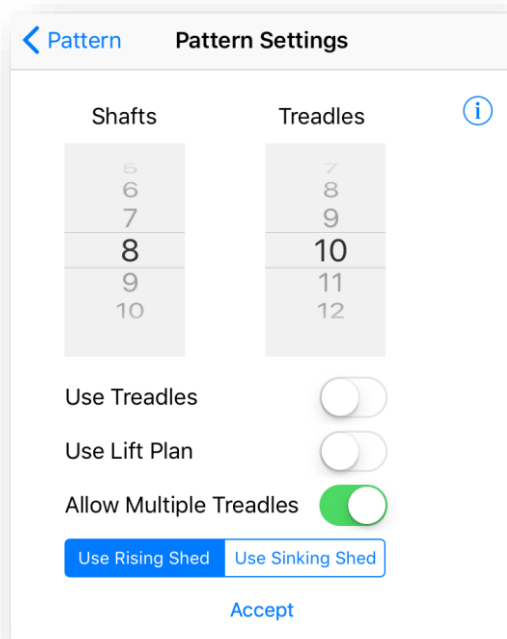 Pattern Pattern Settings
Shafts Treadles i
5 7
6 8
7 9
8 10
9 11
10 12
Use Treadles
Use Lift Plan
Allow Multiple Treadles
Use Rising Shed Use Sinking Shed
Accept